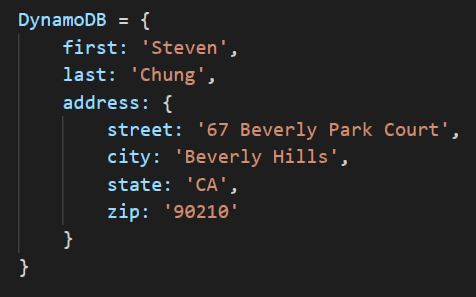 DynamoDB = {
    first: 'Steven',
    last: 'Chung',
    address: {
        street: '67 Beverly Park Court',
        city: 'Beverly Hills',
        state: 'CA',
        zip: '90210'
    }
}